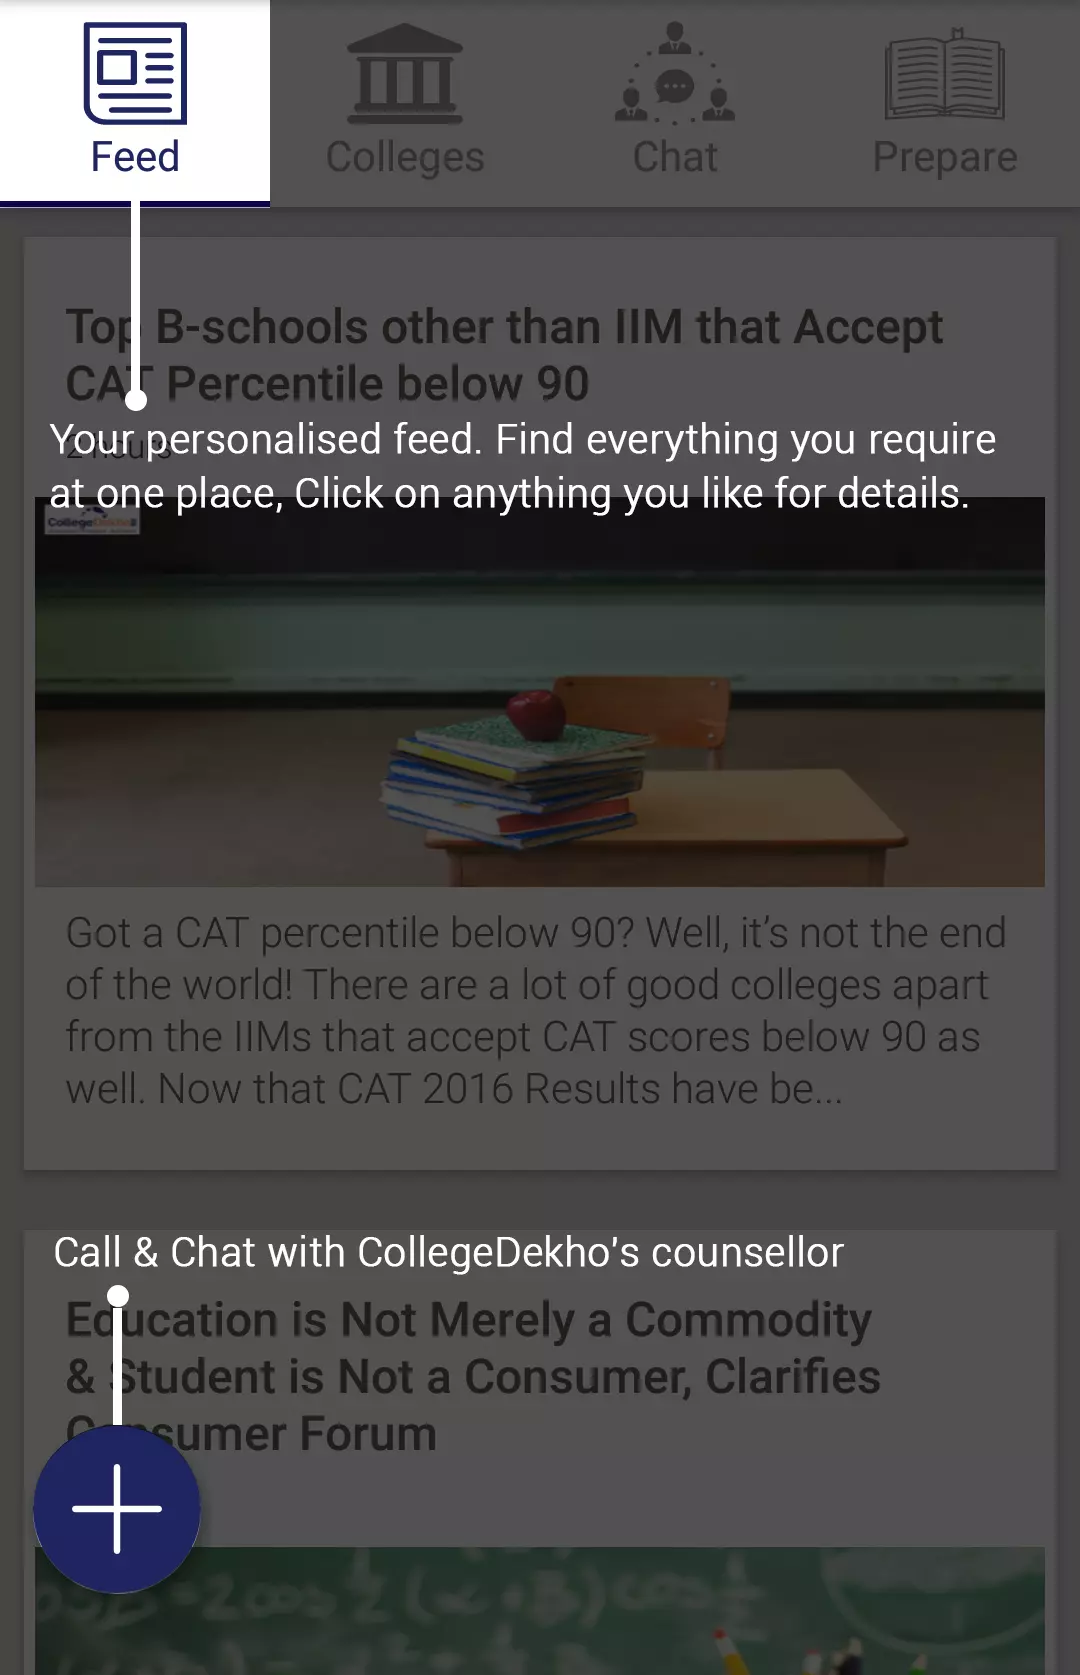 Feed
Colleges
Chat
Prepare
Top B-schools other than IIM that Accept
CAT Percentile below 90
2 hours
Your personalised feed. Find everything you require
at one place, Click on anything you like for details.
CollegeDekho
Got a CAT percentile below 90? Well, it's not the end
of the world! There are a lot of good colleges apart
from the IIMs that accept CAT scores below 90 as
well. Now that CAT 2016 Results have be...
Call & Chat with CollegeDekho's counsellor
Education is Not Merely a Commodity
& Student is Not a Consumer, Clarifies
Consumer Forum